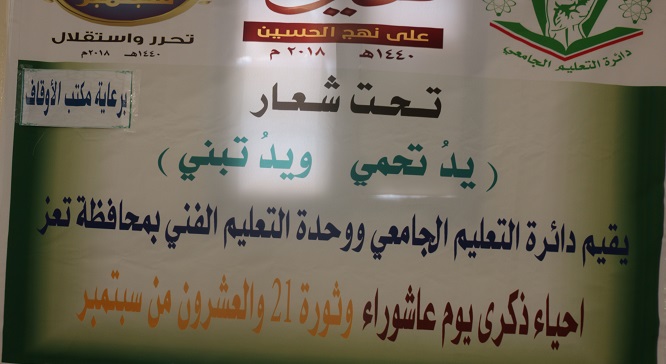 سبتمبر
تحرر واستقلال
١٤٤٠هـ ٢٠١٨ م
على نهج الحسين
١٤٤٠هـ ٢٠١٨ م
دائرة التعليم الجامعي
برعاية مكتب الأوقاف
تحت شعار
( يدُ تحمي ويدُ تبني )
يقيم دائرة التعليم الجامعي ووحدة التعليم الفني بمحافظة تعز
احياء ذكرى يوم عاشوراء وثورة 21 والعشرون من سبتمبر